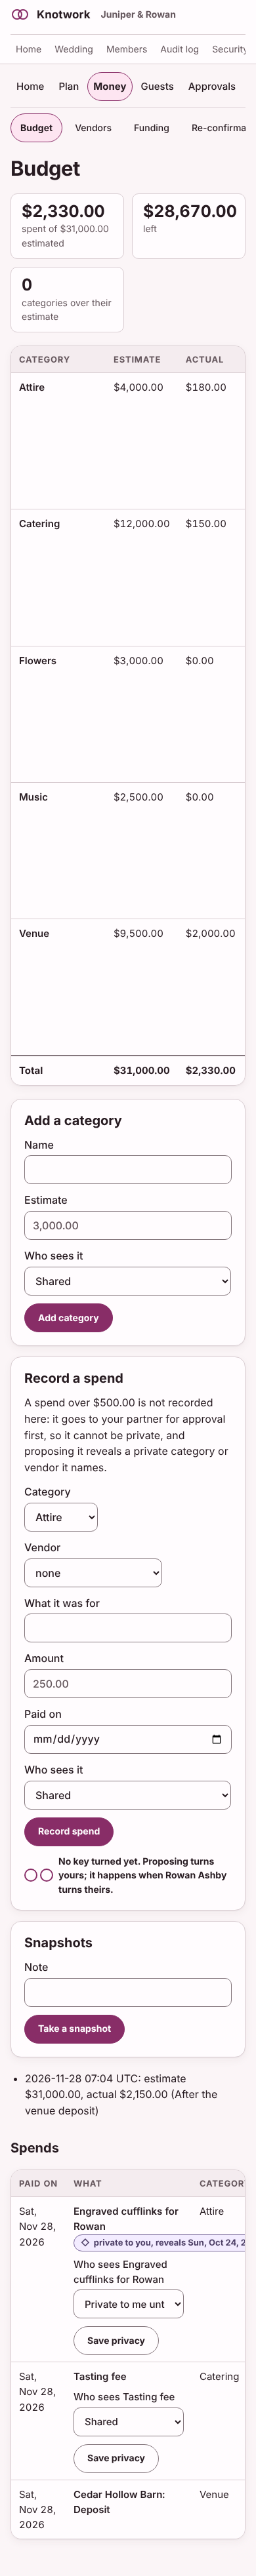 Knotwork Juniper & Rowan
Home Wedding Members Audit log Security
Home Plan Money Guests Approvals
Budget Vendors Funding Re-confirma
Budget
$2,330.00
spent of $31,000.00
estimated
$28,670.00
left
0
categories over their
estimate
CATEGORY ESTIMATE ACTUAL
Attire $4,000.00 $180.00
Catering $12,000.00 $150.00
Flowers $3,000.00 $0.00
Music $2,500.00 $0.00
Venue $9,500.00 $2,000.00
Total $31,000.00 $2,330.00
Add a category
Name
Estimate
3,000.00
Who sees it
Shared
Add category
Record a spend
A spend over $500.00 is not recorded
here: it goes to your partner for approval
first, so it cannot be private, and
proposing it reveals a private category or
vendor it names.
Category
Attire
Vendor
none
What it was for
Amount
250.00
Paid on
mm/dd/yyyy
Who sees it
Shared
Record spend
No key turned yet. Proposing turns
yours; it happens when Rowan Ashby
turns theirs.
Snapshots
Note
Take a snapshot
• 2026-11-28 07:04 UTC: estimate
$31,000.00, actual $2,150.00 (After the
venue deposit)
Spends
PAID ON WHAT CATEGOR
Sat,
Nov 28,
2026
Engraved cufflinks for
Rowan
private to you, reveals Sun, Oct 24, 2
Who sees Engraved
cufflinks for Rowan
Private to me unt
Save privacy
Attire
Sat,
Nov 28,
2026
Tasting fee
Who sees Tasting fee
Shared
Save privacy
Catering
Sat,
Nov 28,
2026
Cedar Hollow Barn:
Deposit
Venue